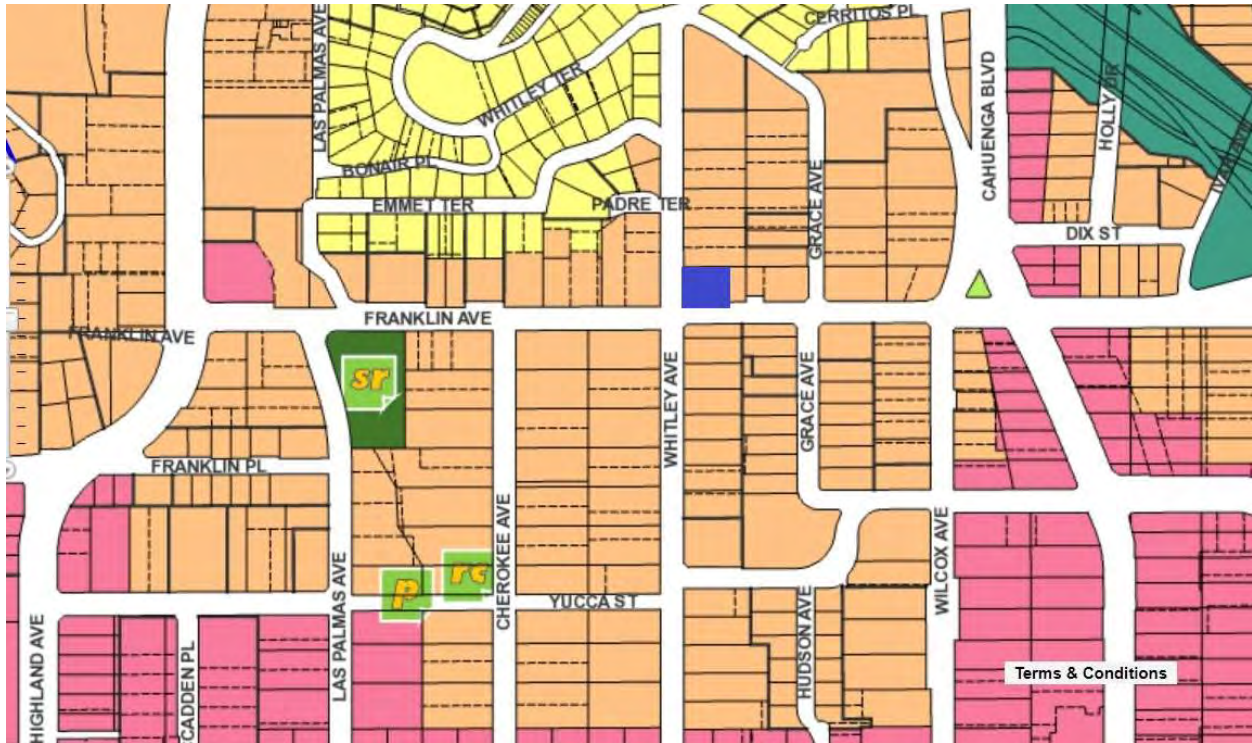 CERRITOS PL
LAS PALMAS AVE
WHITLEY TER
CAHUENGA BLVD
HOLLY DR
BONAIR PL
EMMET TER
PADRE TER
GRACE AVE
DIX ST
FRANKLIN AVE
FRANKLIN AVE
sr
WHITLEY AVE
GRACE AVE
FRANKLIN PL
CHEROKEE AVE
WILCOX AVE
rc
p
YUCCA ST
LAS PALMAS AVE
HUDSON AVE
HIGHLAND AVE
CADDEN PL
Terms & Conditions